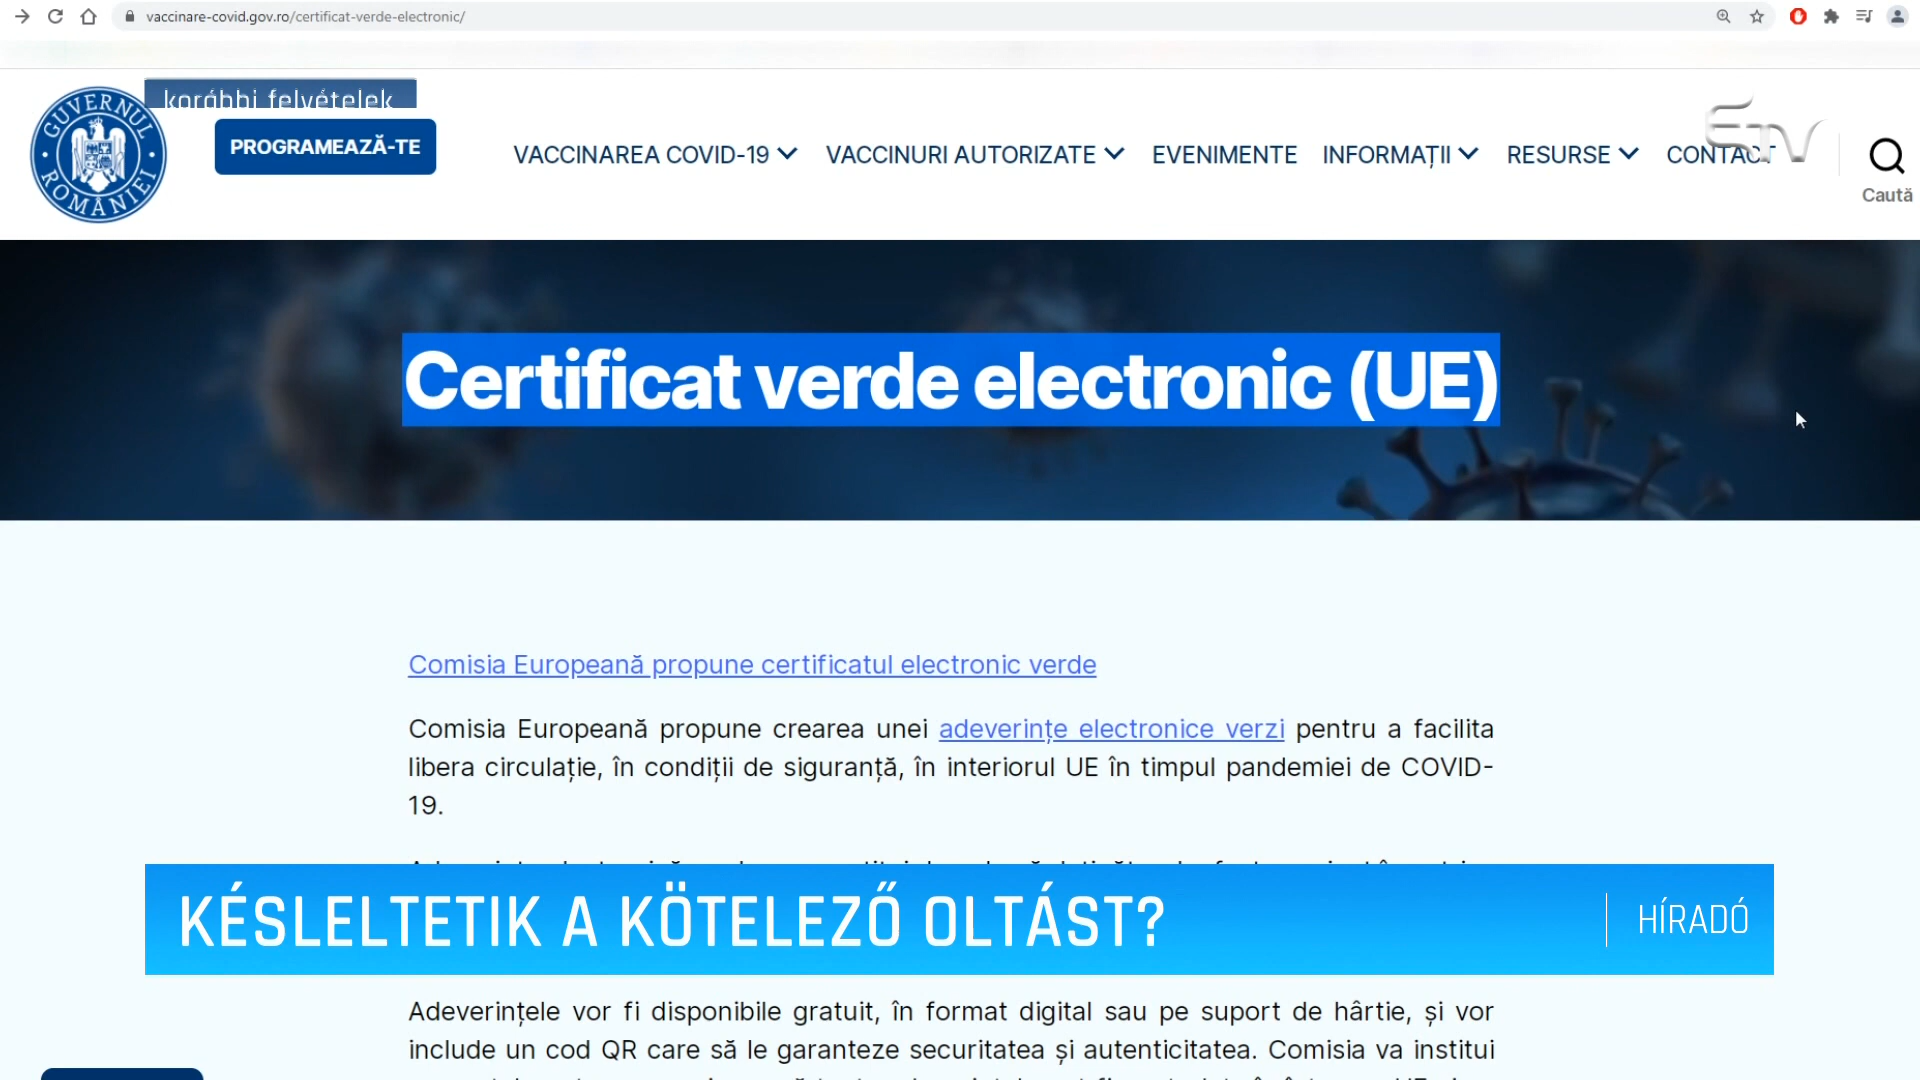 vaccinare-covid.gov.ro/certificat-verde-electronic/
korábbi felvételek
GUVERNUL ROMÂNIEI
PROGRAMEAZĂ-TE
VACCINAREA COVID-19
VACCINURI AUTORIZATE
EVENIMENTE
INFORMAȚII
RESURSE
CONTACT
ETV
Caută
Certificat verde electronic (UE)
Comisia Europeană propune certificatul electronic verde
Comisia Europeană propune crearea unei adeverințe electronice verzi pentru a facilita
libera circulație, în condiții de siguranță, în interiorul UE în timpul pandemiei de COVID-
19.
KÉSLELTETIK A KÖTELEZŐ OLTÁST?
HÍRADÓ
Adeverințele vor fi disponibile gratuit, în format digital sau pe suport de hârtie, și vor
include un cod QR care să le garanteze securitatea și autenticitatea. Comisia va institui